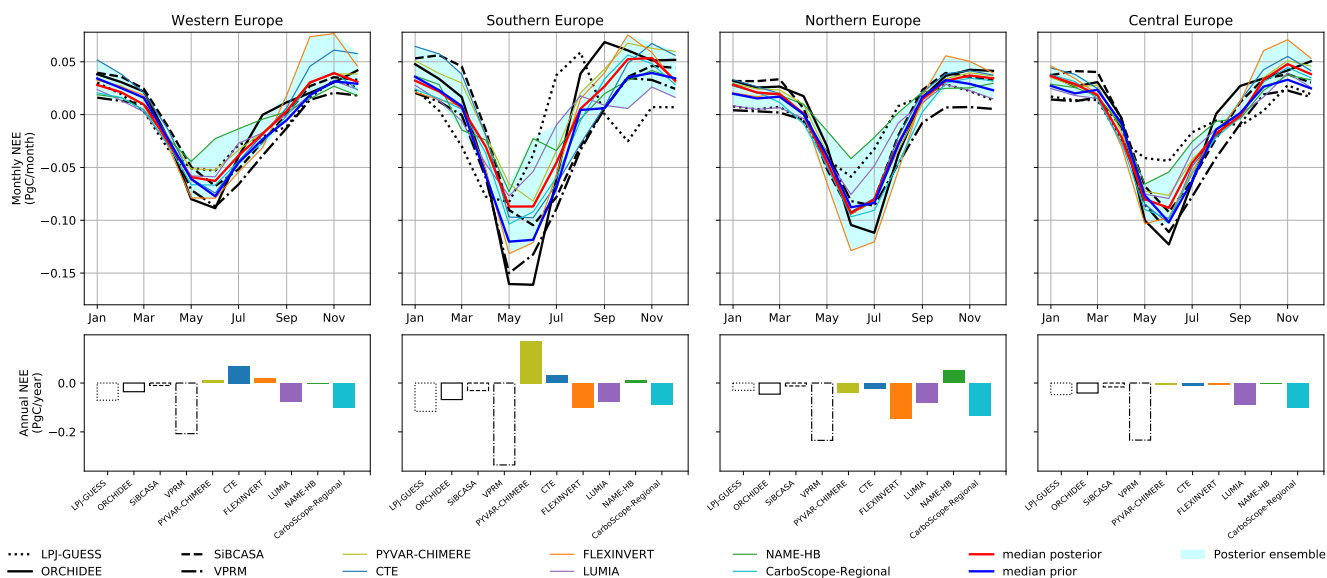 Western Europe
Southern Europe
Northern Europe
Central Europe
Monthly NEE
(PgC/month)
0.05
0.00
−0.05
−0.10
−0.15
Jan Mar May Jul Sep Nov
Jan Mar May Jul Sep Nov
Jan Mar May Jul Sep Nov
Jan Mar May Jul Sep Nov
Annual NEE
(PgC/year)
0.0
−0.2
LPJ-GUESS ORCHIDEE SiBCASA VPRM PYVAR-CHIMERE CTE FLEXINVERT LUMIA NAME-HB CarboScope-Regional
LPJ-GUESS ORCHIDEE SiBCASA VPRM PYVAR-CHIMERE CTE FLEXINVERT LUMIA NAME-HB CarboScope-Regional
LPJ-GUESS ORCHIDEE SiBCASA VPRM PYVAR-CHIMERE CTE FLEXINVERT LUMIA NAME-HB CarboScope-Regional
LPJ-GUESS ORCHIDEE SiBCASA VPRM PYVAR-CHIMERE CTE FLEXINVERT LUMIA NAME-HB CarboScope-Regional
LPJ-GUESS SiBCASA PYVAR-CHIMERE FLEXINVERT NAME-HB median posterior Posterior ensemble
ORCHIDEE VPRM CTE LUMIA CarboScope-Regional median prior